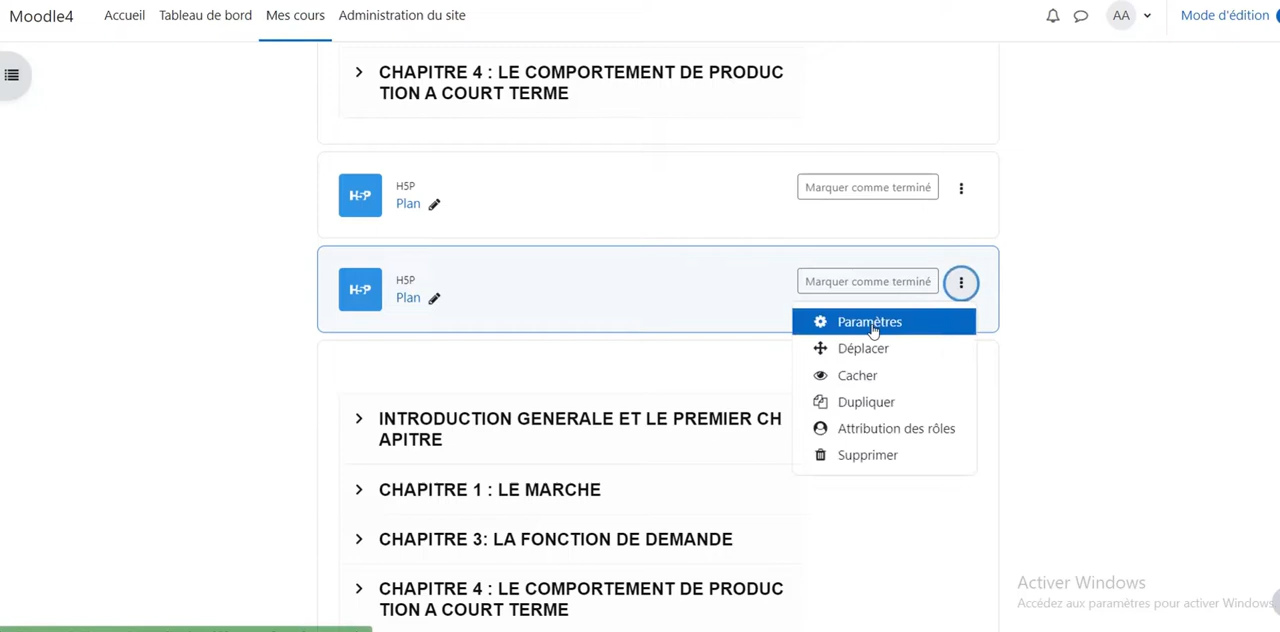 Moodle4 Accueil Tableau de bord Mes cours Administration du site AA Mode d'édition
CHAPITRE 4 : LE COMPORTEMENT DE PRODUC
TION A COURT TERME
H5P
H-P Plan Marquer comme terminé
H5P
H-P Plan Marquer comme terminé
Paramètres
Déplacer
Cacher
Dupliquer
Attribution des rôles
Supprimer
INTRODUCTION GENERALE ET LE PREMIER CH
APITRE
CHAPITRE 1 : LE MARCHE
CHAPITRE 3: LA FONCTION DE DEMANDE
CHAPITRE 4 : LE COMPORTEMENT DE PRODUC
TION A COURT TERME
Activer Windows
Accédez aux paramètres pour activer Windows